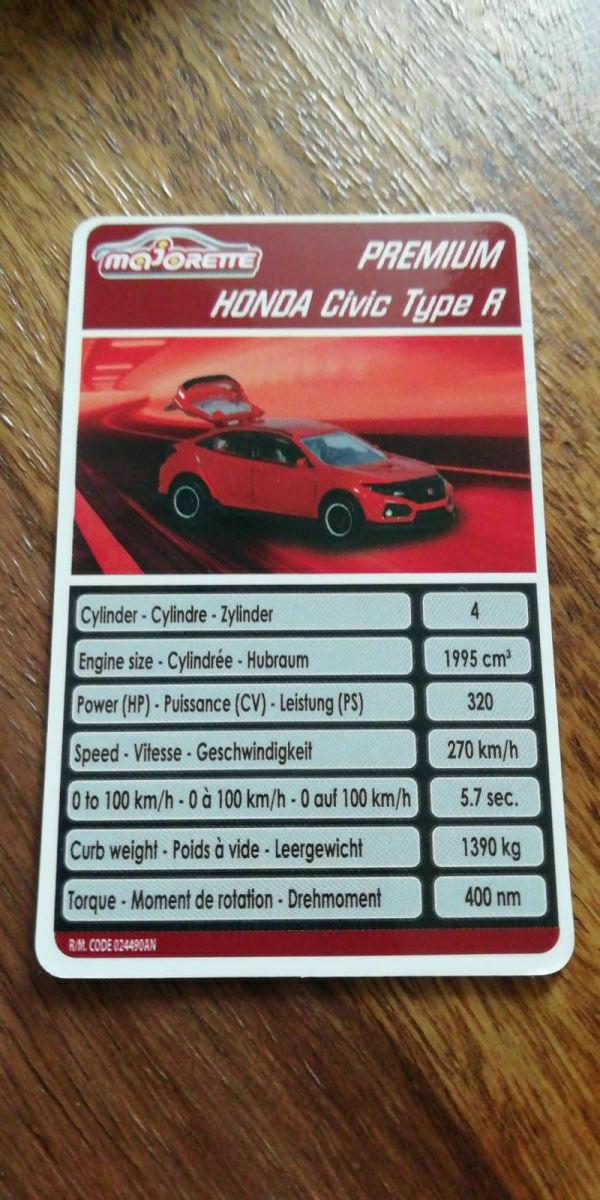 majORETTE
PREMIUM
HONDA Civic Type R
Cylinder - Cylindre - Zylinder 4
Engine size - Cylindrée - Hubraum 1995 cm³
Power (HP) - Puissance (CV) - Leistung (PS) 320
Speed - Vitesse - Geschwindigkeit 270 km/h
0 to 100 km/h - 0 à 100 km/h - 0 auf 100 km/h 5.7 sec.
Curb weight - Poids à vide - Leergewicht 1390 kg
Torque - Moment de rotation - Drehmoment 400 nm
R/M. CODE 024490AN